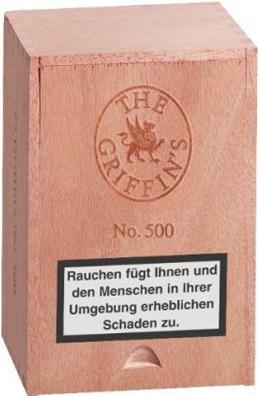 THE
GRIFFIN'S
No. 500
Rauchen fügt Ihnen und
den Menschen in Ihrer
Umgebung erheblichen
Schaden zu.